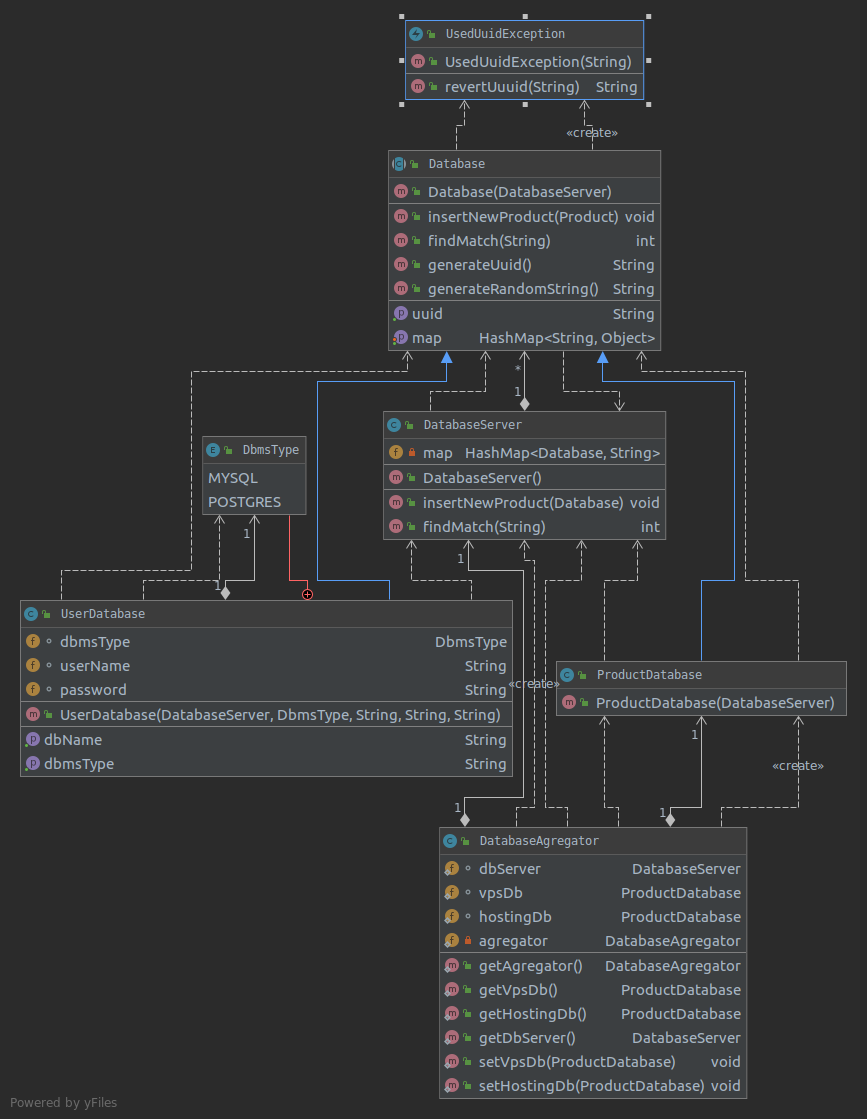 UsedUuidException
UsedUuidException(String)
revertUuuid(String) String
«create»
Database
Database(DatabaseServer)
insertNewProduct(Product) void
findMatch(String) int
generateUuid() String
generateRandomString() String
uuid String
map HashMap<String, Object>
*
1
DatabaseServer
map HashMap<Database, String>
DatabaseServer()
insertNewProduct(Database) void
findMatch(String) int
DbmsType
MYSQL
POSTGRES
1
1
1
UserDatabase
dbmsType DbmsType
userName String
password String
UserDatabase(DatabaseServer, DbmsType, String, String, String)
dbName String
dbmsType String
«create»
ProductDatabase
ProductDatabase(DatabaseServer)
1
«create»
1
1
DatabaseAgregator
dbServer DatabaseServer
vpsDb ProductDatabase
hostingDb ProductDatabase
agregator DatabaseAgregator
getAgregator() DatabaseAgregator
getVpsDb() ProductDatabase
getHostingDb() ProductDatabase
getDbServer() DatabaseServer
setVpsDb(ProductDatabase) void
setHostingDb(ProductDatabase) void
Powered by yFiles